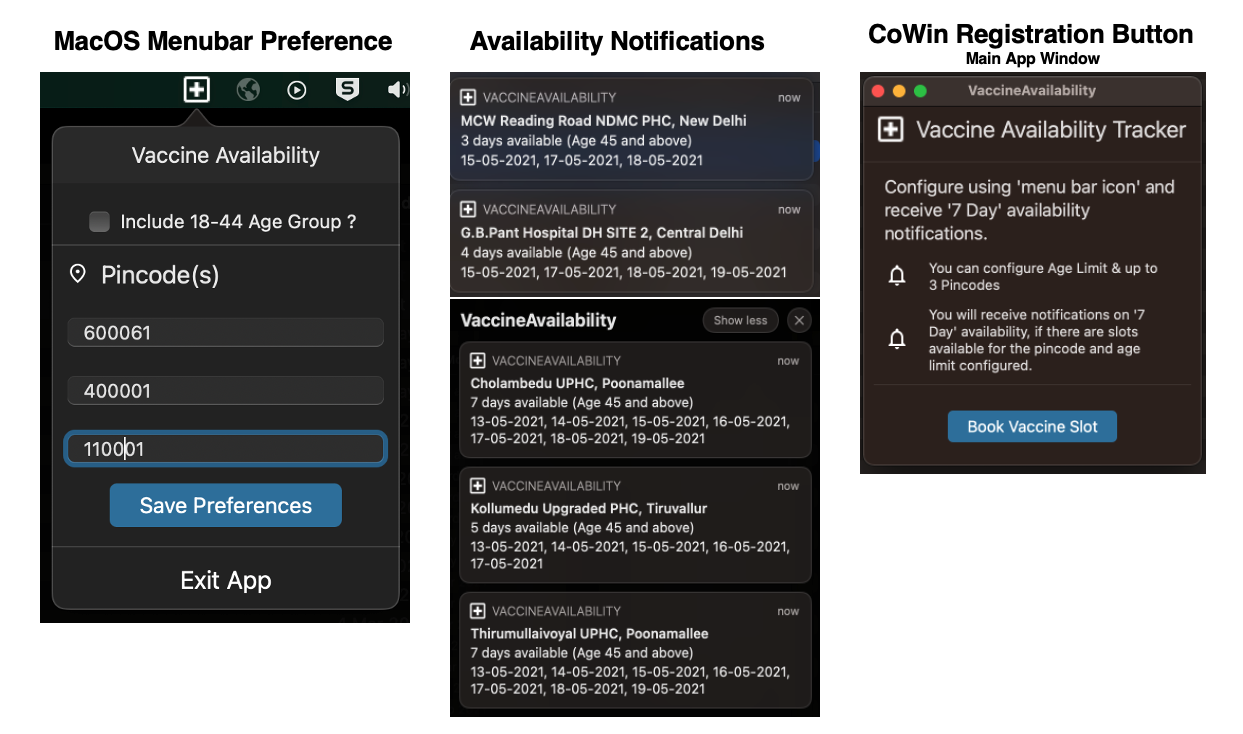 MacOS Menubar Preference
S
Vaccine Availability
Include 18-44 Age Group ?
Pincode(s)
600061
400001
110001
Save Preferences
Exit App
Availability Notifications
VACCINEAVAILABILITY now
MCW Reading Road NDMC PHC, New Delhi
3 days available (Age 45 and above)
15-05-2021, 17-05-2021, 18-05-2021
VACCINEAVAILABILITY now
G.B.Pant Hospital DH SITE 2, Central Delhi
4 days available (Age 45 and above)
15-05-2021, 17-05-2021, 18-05-2021, 19-05-2021
VaccineAvailability Show less
VACCINEAVAILABILITY now
Cholambedu UPHC, Poonamallee
7 days available (Age 45 and above)
13-05-2021, 14-05-2021, 15-05-2021, 16-05-2021,
17-05-2021, 18-05-2021, 19-05-2021
VACCINEAVAILABILITY now
Kollumedu Upgraded PHC, Tiruvallur
5 days available (Age 45 and above)
13-05-2021, 14-05-2021, 15-05-2021, 16-05-2021,
17-05-2021
VACCINEAVAILABILITY now
Thirumullaivoyal UPHC, Poonamallee
7 days available (Age 45 and above)
13-05-2021, 14-05-2021, 15-05-2021, 16-05-2021,
17-05-2021, 18-05-2021, 19-05-2021
CoWin Registration Button
Main App Window
VaccineAvailability
Vaccine Availability Tracker
Configure using 'menu bar icon' and
receive '7 Day' availability
notifications.
You can configure Age Limit & up to
3 Pincodes
You will receive notifications on '7
Day' availability, if there are slots
available for the pincode and age
limit configured.
Book Vaccine Slot